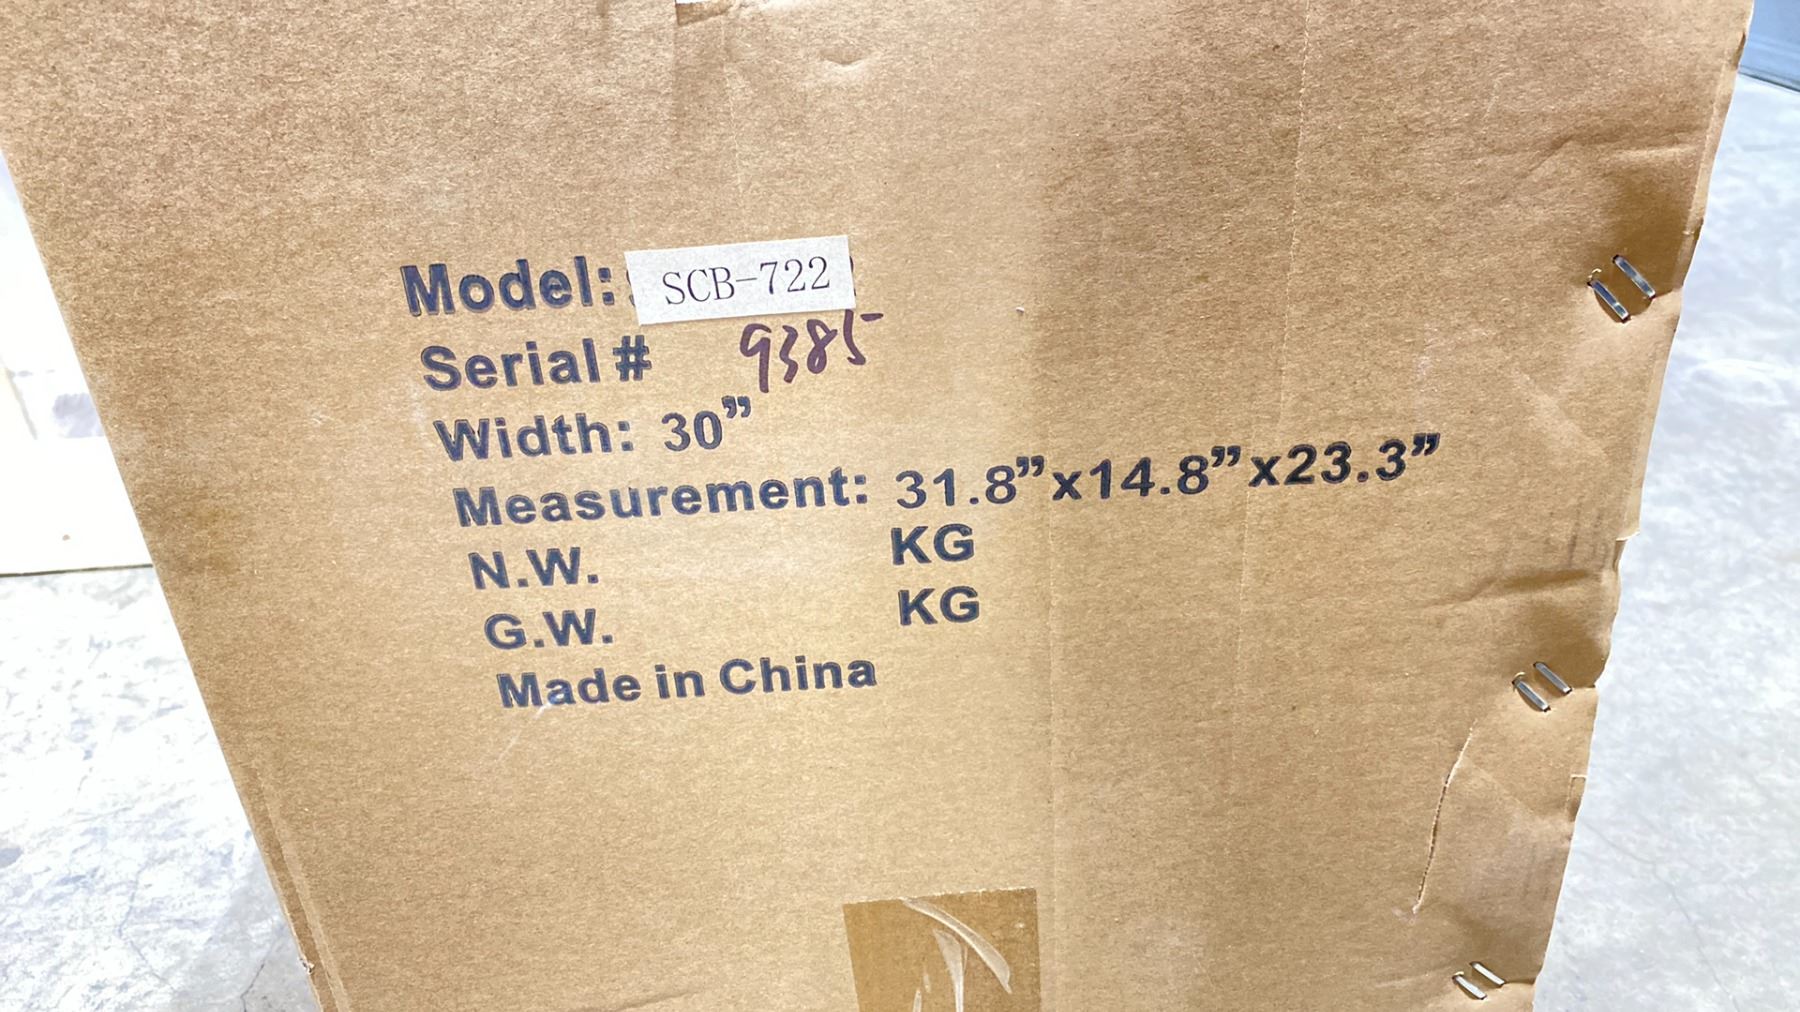 Model: SCB-722
Serial # 9385
Width: 30”
Measurement: 31.8”x14.8”x23.3”
N.W. KG
G.W. KG
Made in China